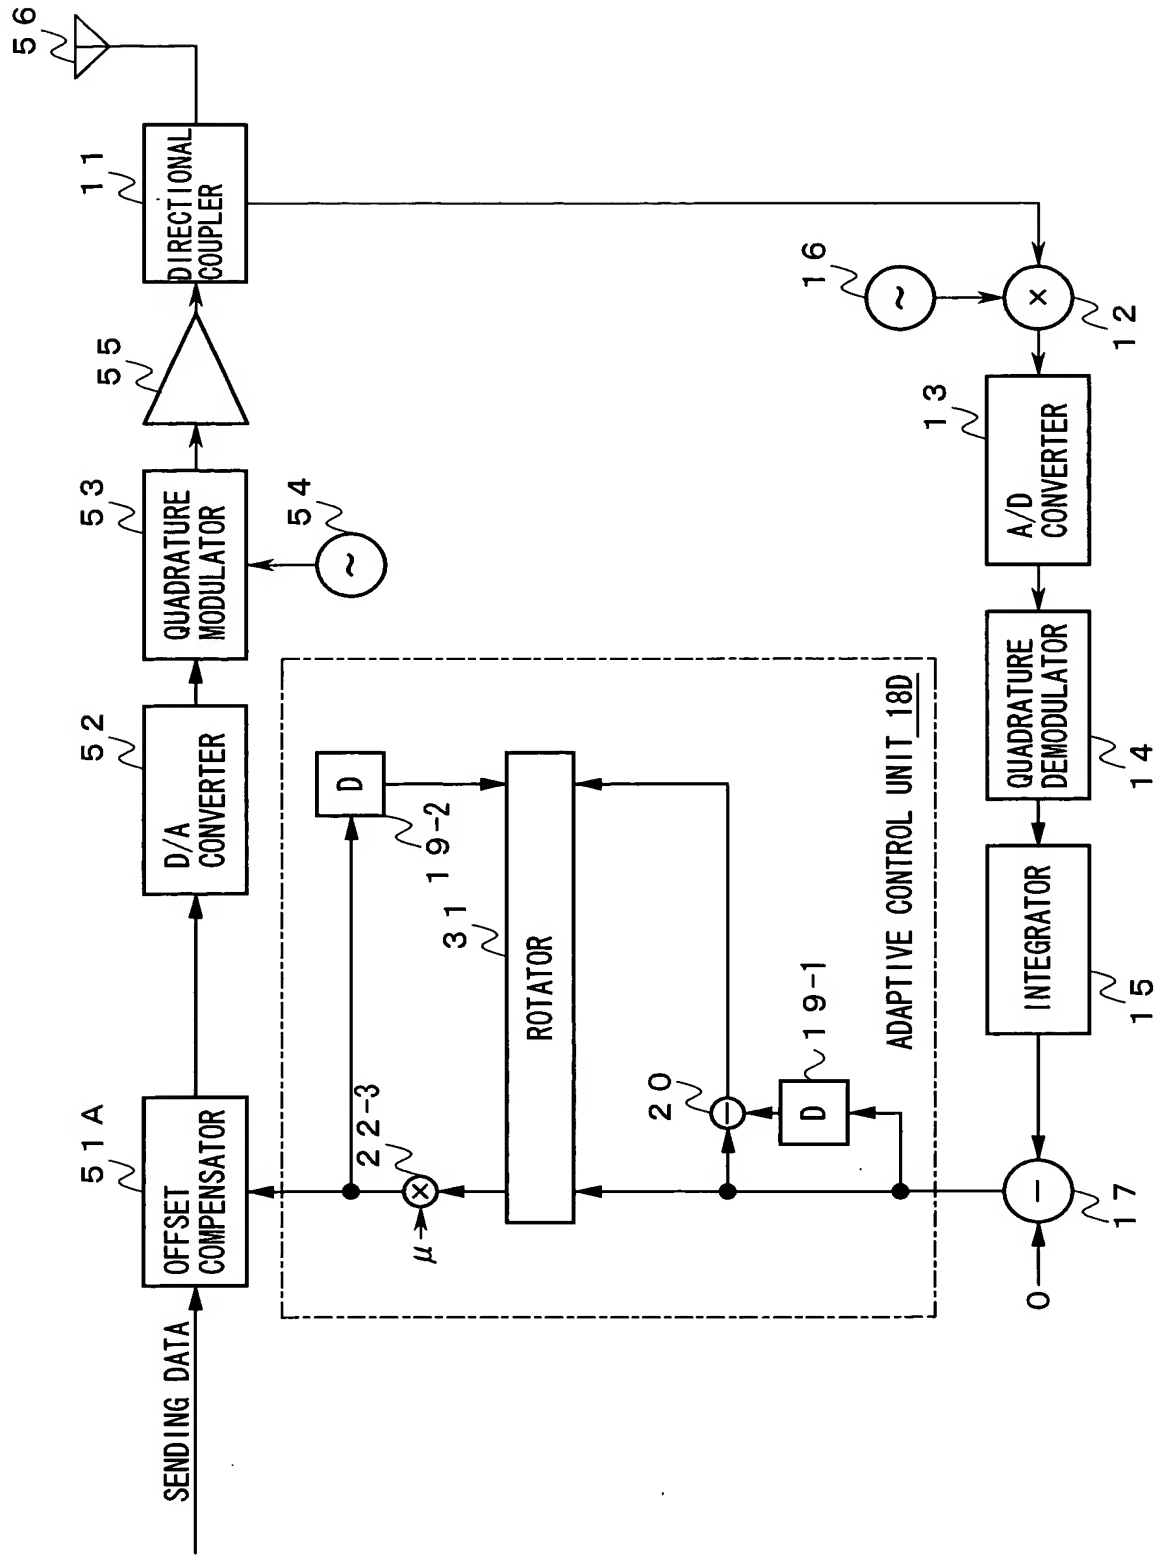 SENDING DATA
51A
OFFSET
COMPENSATOR
52
D/A
CONVERTER
53
QUADRATURE
MODULATOR
54
~
55
11
DIRECTIONAL
COUPLER
56
μ
×
22-3
D
19-2
31
ROTATOR
20
−
D
19-1
ADAPTIVE CONTROL UNIT 18D
0
−
17
INTEGRATOR
15
QUADRATURE
DEMODULATOR
14
A/D
CONVERTER
13
×
12
~
16